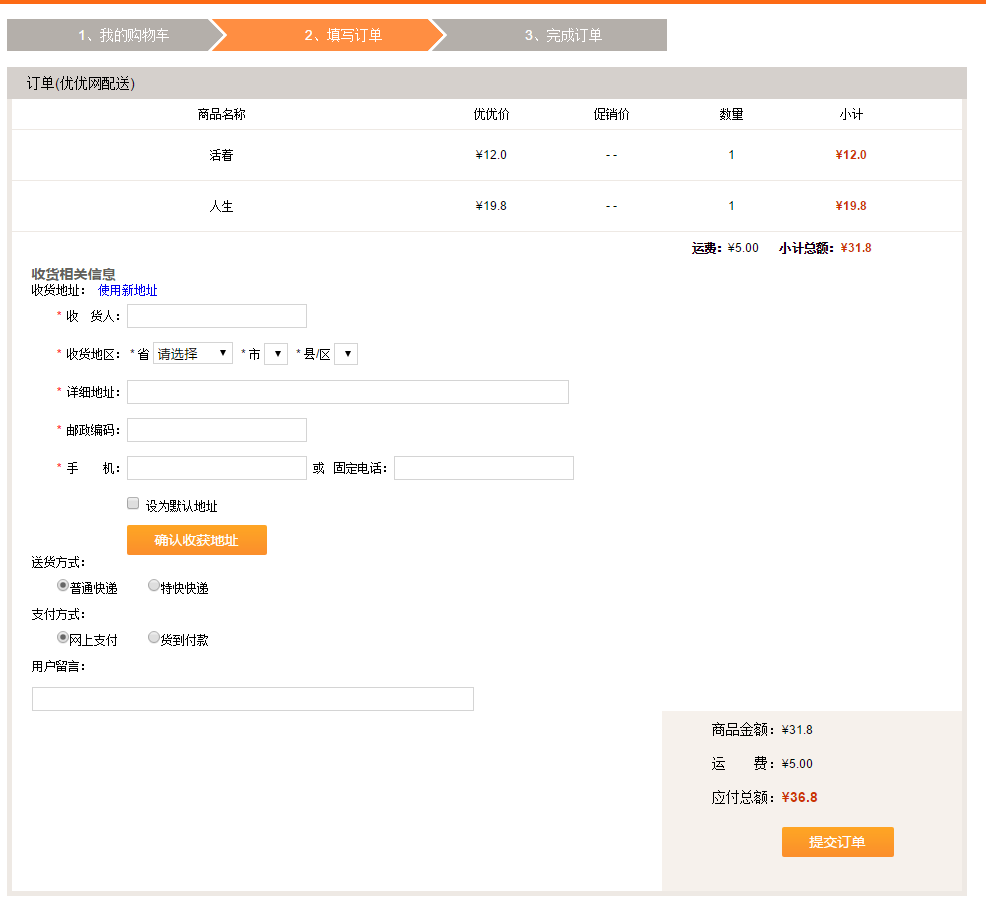 1、我的购物车 2、填写订单 3、完成订单
订单(优优网配送)
商品名称 优优价 促销价 数量 小计
活着 ¥12.0 - - 1 ¥12.0
人生 ¥19.8 - - 1 ¥19.8
运费：¥5.00 小计总额：¥31.8
收货相关信息
收货地址： 使用新地址
* 收 货人：
* 收货地区： *省 请选择 *市 *县/区
* 详细地址：
* 邮政编码：
* 手 机： 或 固定电话：
设为默认地址
确认收获地址
送货方式：
普通快递 特快快递
支付方式：
网上支付 货到付款
用户留言：
商品金额：¥31.8
运 费：¥5.00
应付总额：¥36.8
提交订单